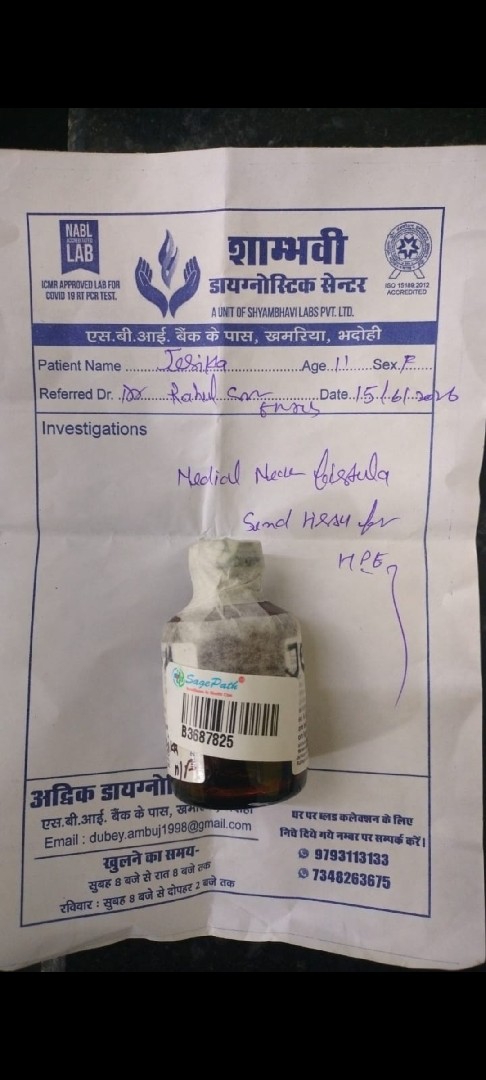 NABL
ACCREDITATED
LAB
ICMR APPROVED LAB FOR
COVID 19 RT PCR TEST.
शाम्भवी
डायग्नोस्टिक सेन्टर
A UNIT OF SHYAMBHAVI LABS PVT. LTD.
ISO 15189:2012
ACCREDITED
एस.बी.आई. बैंक के पास, खमरिया, भदोही
Patient Name Jesika Age 11 Sex F
Referred Dr. Dr Rahul Date 15/6/2026
Investigations
Medial Neck fistula
Send for
HPE
SagePath
B3687825
अद्विक
एस.बी.आई. बैंक के पास,
Email : dubey.ambuj1998@gmail.com
खुलने का समय-
सुबह 8 बजे से रात 8 बजे तक
रविवार : सुबह 8 बजे से दोपहर 2 बजे तक
घर पर ब्लड कलेक्शन के लिए
निचे दिये गये नम्बर पर सम्पर्क करें।
9793113133
7348263675